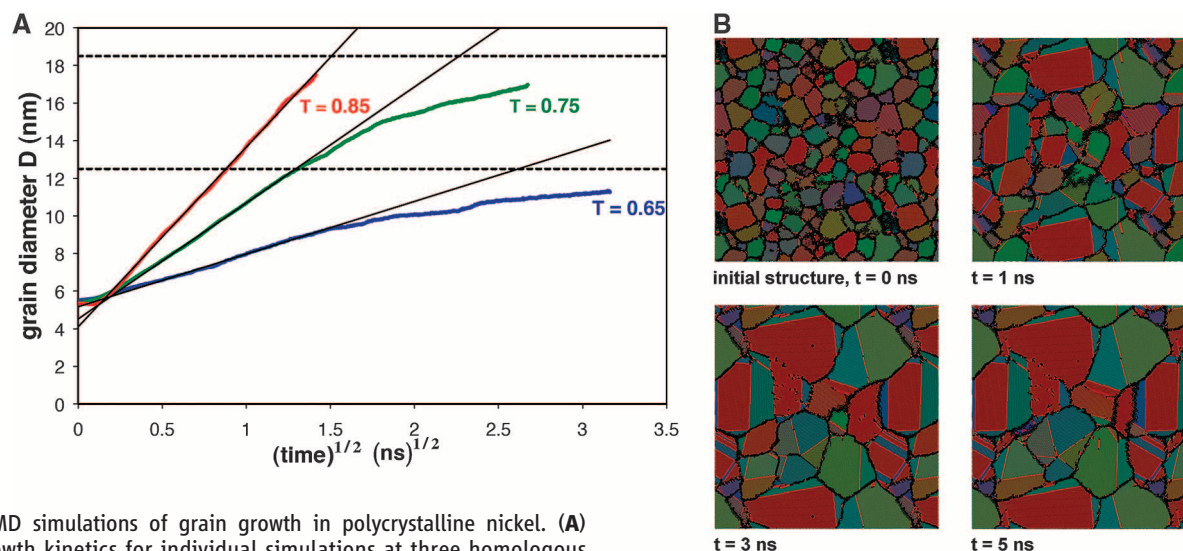 A
20
18
16
14
12
10
8
6
4
2
0
grain diameter D (nm)
T = 0.85
T = 0.75
T = 0.65
0 0.5 1 1.5 2 2.5 3 3.5
(time)^1/2 (ns)^1/2
B
initial structure, t = 0 ns
t = 1 ns
t = 3 ns
t = 5 ns
MD simulations of grain growth in polycrystalline nickel. (A)
owth kinetics for individual simulations at three homologous